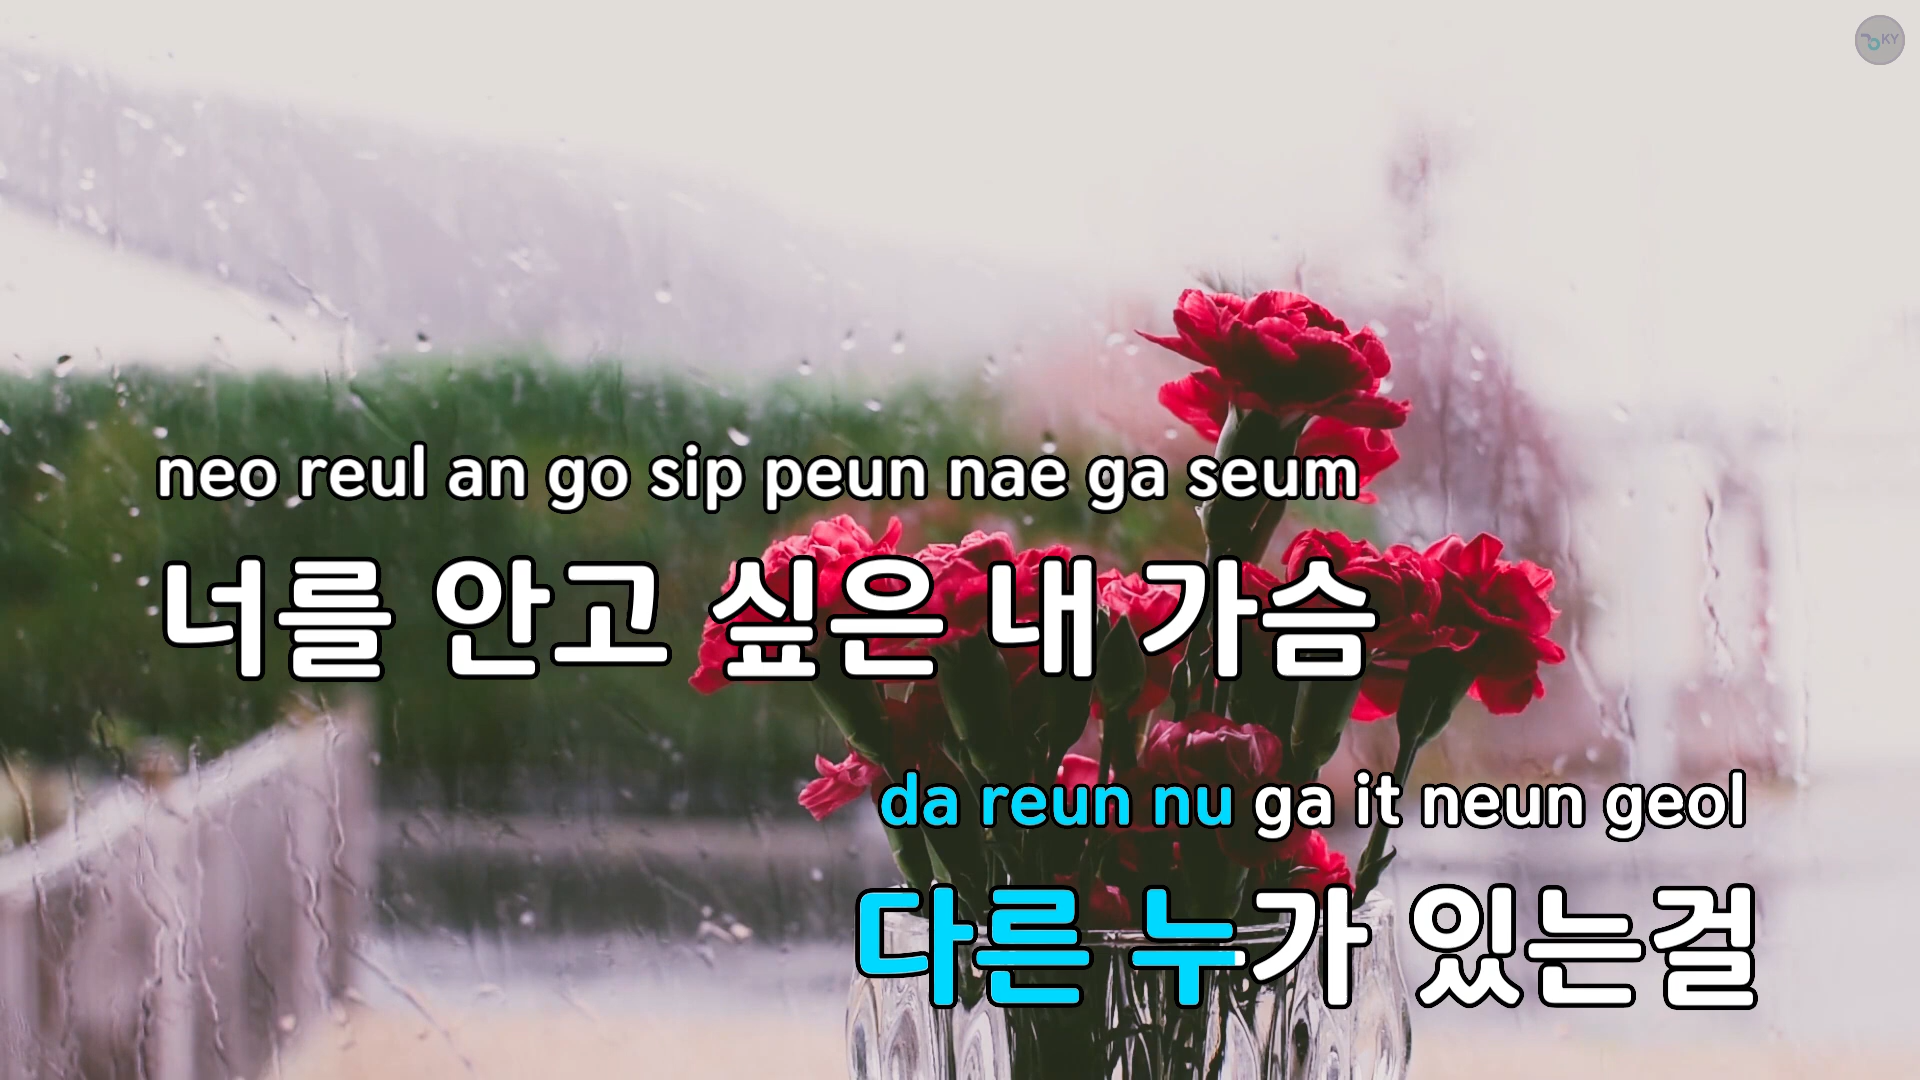 KY
neo reul an go sip peun nae ga seum
너를 안고 싶은 내 가슴
da reun nu ga it neun geol
다른 누가 있는걸